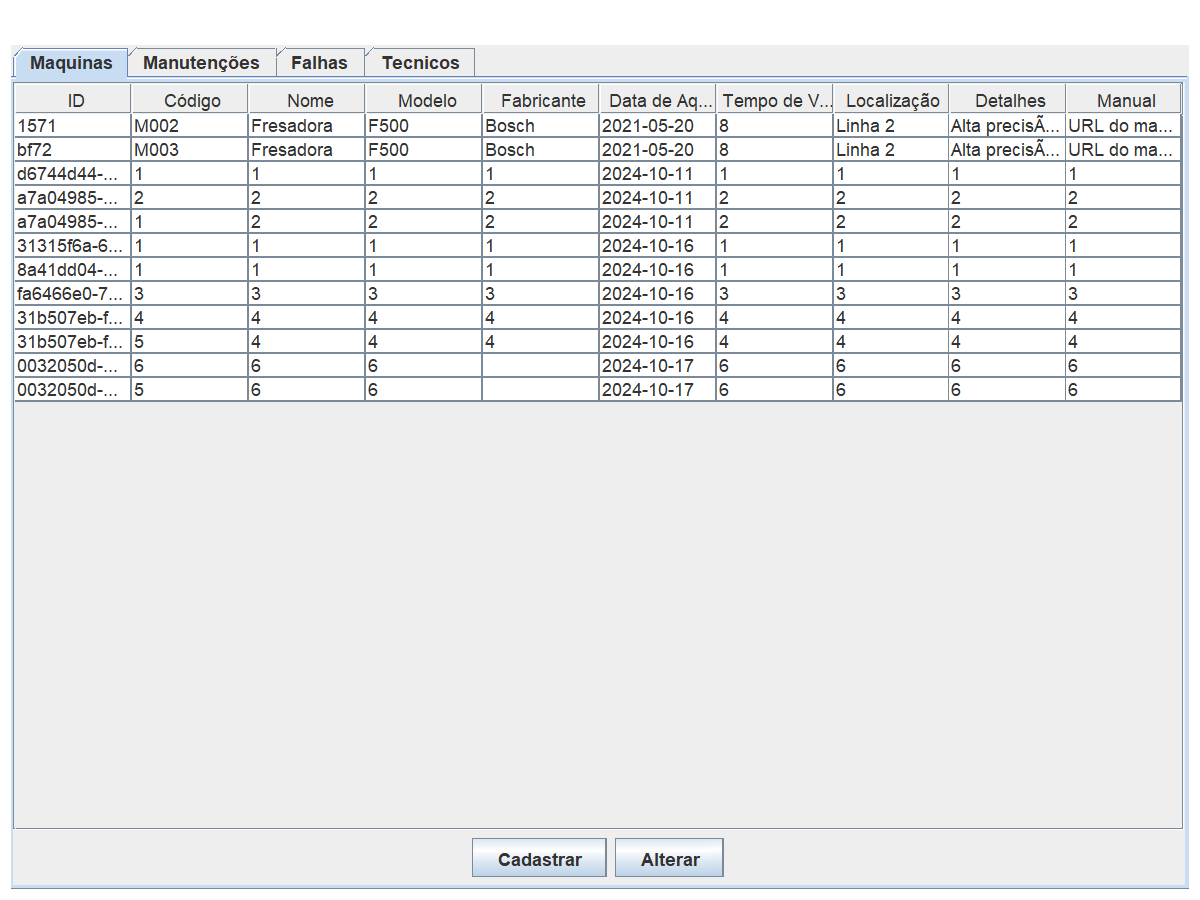 Maquinas Manutenções Falhas Tecnicos
ID Código Nome Modelo Fabricante Data de Aq... Tempo de V... Localização Detalhes Manual
1571 M002 Fresadora F500 Bosch 2021-05-20 8 Linha 2 Alta precisÃ... URL do ma...
bf72 M003 Fresadora F500 Bosch 2021-05-20 8 Linha 2 Alta precisÃ... URL do ma...
d6744d44-... 1 1 1 1 2024-10-11 1 1 1 1
a7a04985-... 2 2 2 2 2024-10-11 2 2 2 2
a7a04985-... 1 2 2 2 2024-10-11 2 2 2 2
31315f6a-6... 1 1 1 1 2024-10-16 1 1 1 1
8a41dd04-... 1 1 1 1 2024-10-16 1 1 1 1
fa6466e0-7... 3 3 3 3 2024-10-16 3 3 3 3
31b507eb-f... 4 4 4 4 2024-10-16 4 4 4 4
31b507eb-f... 5 4 4 4 2024-10-16 4 4 4 4
0032050d-... 6 6 6 2024-10-17 6 6 6 6
0032050d-... 5 6 6 2024-10-17 6 6 6 6
Cadastrar Alterar